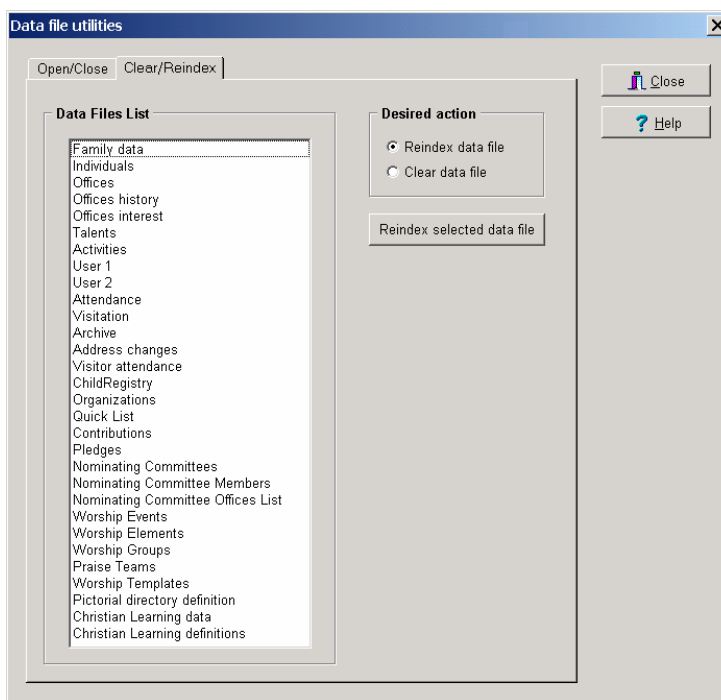 Data file utilities
Open/Close
Clear/Reindex
Data Files List
Family data
Individuals
Offices
Offices history
Offices interest
Talents
Activities
User 1
User 2
Attendance
Visitation
Archive
Address changes
Visitor attendance
ChildRegistry
Organizations
Quick List
Contributions
Pledges
Nominating Committees
Nominating Committee Members
Nominating Committee Offices List
Worship Events
Worship Elements
Worship Groups
Praise Teams
Worship Templates
Pictorial directory definition
Christian Learning data
Christian Learning definitions
Desired action
Reindex data file
Clear data file
Reindex selected data file
Close
? Help